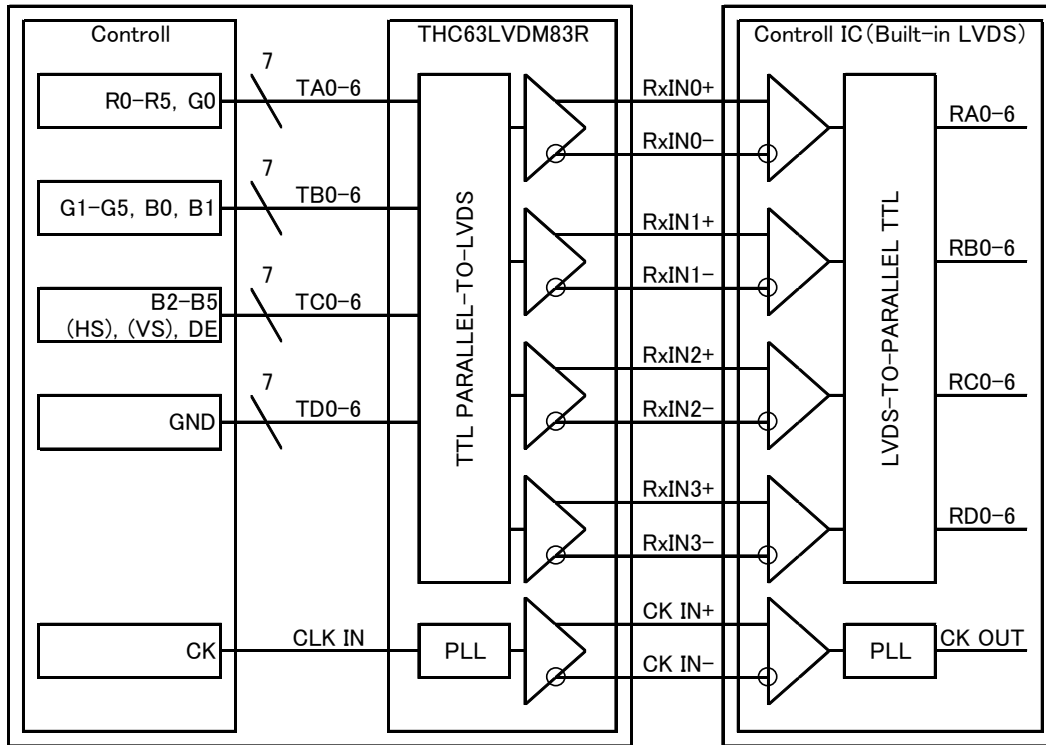 Controll
THC63LVDM83R
Controll IC(Built-in LVDS)
R0-R5, G0
7
TA0-6
RxIN0+
RxIN0-
RA0-6
G1-G5, B0, B1
7
TB0-6
RxIN1+
RxIN1-
RB0-6
B2-B5
(HS), (VS), DE
7
TC0-6
RxIN2+
RxIN2-
RC0-6
GND
7
TD0-6
RxIN3+
RxIN3-
RD0-6
TTL PARALLEL-TO-LVDS
LVDS-TO-PARALLEL TTL
CK
CLK IN
PLL
CK IN+
CK IN-
PLL
CK OUT